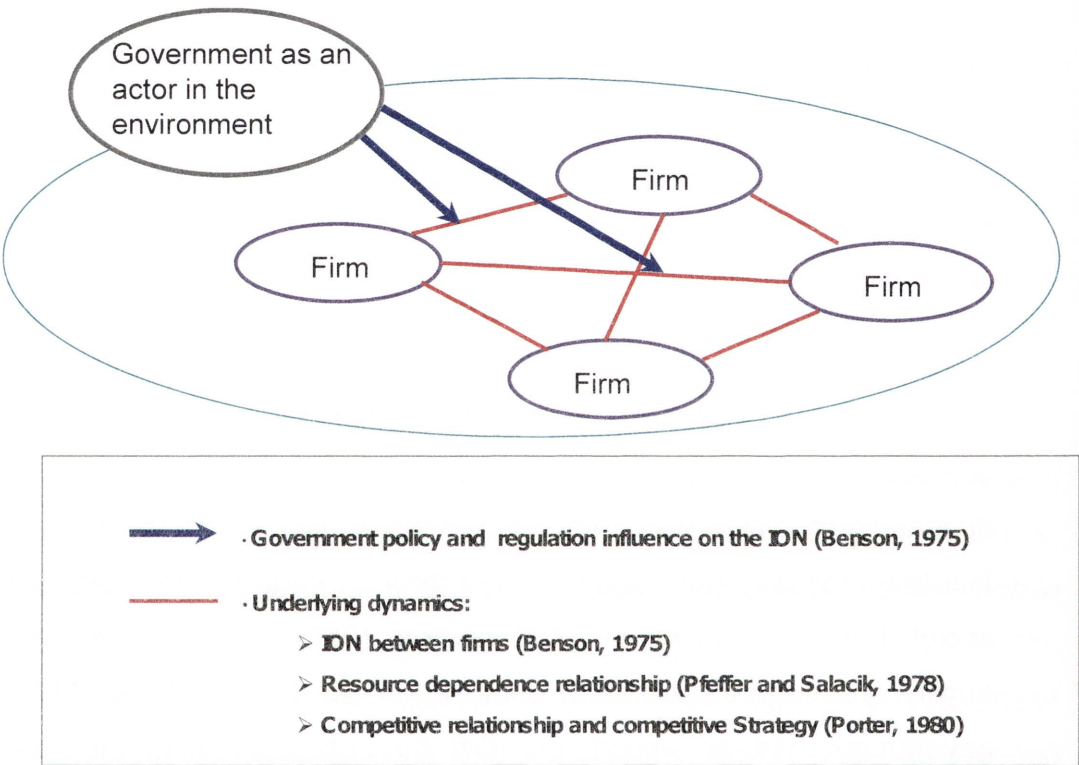 Government as an
actor in the
environment
Firm
Firm
Firm
Firm
· Government policy and regulation influence on the ION (Benson, 1975)
· Underlying dynamics:
➢ ION between firms (Benson, 1975)
➢ Resource dependence relationship (Pfeffer and Salacik, 1978)
➢ Competitive relationship and competitive Strategy (Porter, 1980)